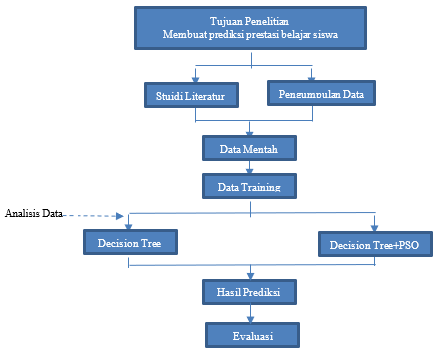 Tujuan Penelitian
Membuat prediksi prestasi belajar siswa
Stuidi Literatur
Pengumpulan Data
Data Mentah
Data Training
Analisis Data
Decision Tree
Decision Tree+PSO
Hasil Prediksi
Evaluasi